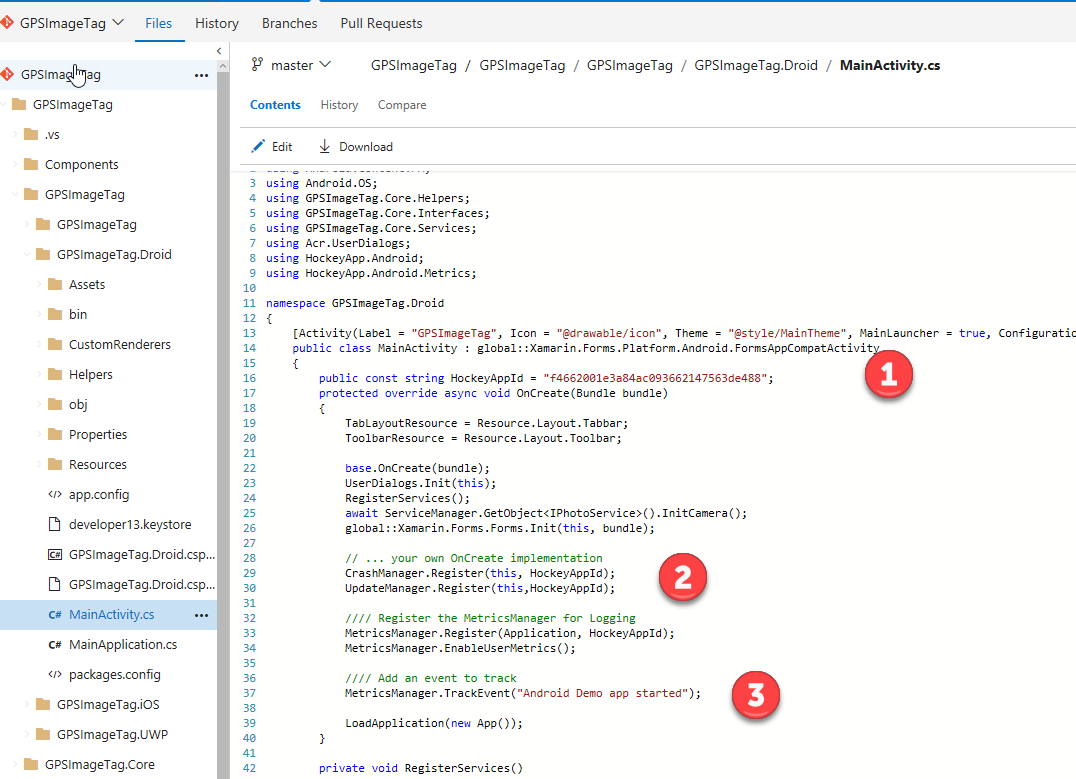 GPSImageTag
Files
History
Branches
Pull Requests
GPSImageTag
GPSImageTag
.vs
Components
GPSImageTag
GPSImageTag
GPSImageTag.Droid
Assets
bin
CustomRenderers
Helpers
obj
Properties
Resources
app.config
developer13.keystore
GPSImageTag.Droid.csp...
GPSImageTag.Droid.csp...
C# MainActivity.cs
C# MainApplication.cs
packages.config
GPSImageTag.iOS
GPSImageTag.UWP
GPSImageTag.Core
master
GPSImageTag / GPSImageTag / GPSImageTag / GPSImageTag.Droid / MainActivity.cs
Contents
History
Compare
Edit
Download
3 using Android.OS;
4 using GPSImageTag.Core.Helpers;
5 using GPSImageTag.Core.Interfaces;
6 using GPSImageTag.Core.Services;
7 using Acr.UserDialogs;
8 using HockeyApp.Android;
9 using HockeyApp.Android.Metrics;
10
11 namespace GPSImageTag.Droid
12 {
13 [Activity(Label = "GPSImageTag", Icon = "@drawable/icon", Theme = "@style/MainTheme", MainLauncher = true, Configuratio
14 public class MainActivity : global::Xamarin.Forms.Platform.Android.FormsAppCompatActivity
15 {
16 public const string HockeyAppId = "f4662001e3a84ac093662147563de488";
17 protected override async void OnCreate(Bundle bundle)
18 {
19 TabLayoutResource = Resource.Layout.Tabbar;
20 ToolbarResource = Resource.Layout.Toolbar;
21
22 base.OnCreate(bundle);
23 UserDialogs.Init(this);
24 RegisterServices();
25 await ServiceManager.GetObject<IPhotoService>().InitCamera();
26 global::Xamarin.Forms.Forms.Init(this, bundle);
27
28 // ... your own OnCreate implementation
29 CrashManager.Register(this, HockeyAppId);
30 UpdateManager.Register(this,HockeyAppId);
31
32 //// Register the MetricsManager for Logging
33 MetricsManager.Register(Application, HockeyAppId);
34 MetricsManager.EnableUserMetrics();
35
36 //// Add an event to track
37 MetricsManager.TrackEvent("Android Demo app started");
38
39 LoadApplication(new App());
40 }
41
42 private void RegisterServices()
1
2
3